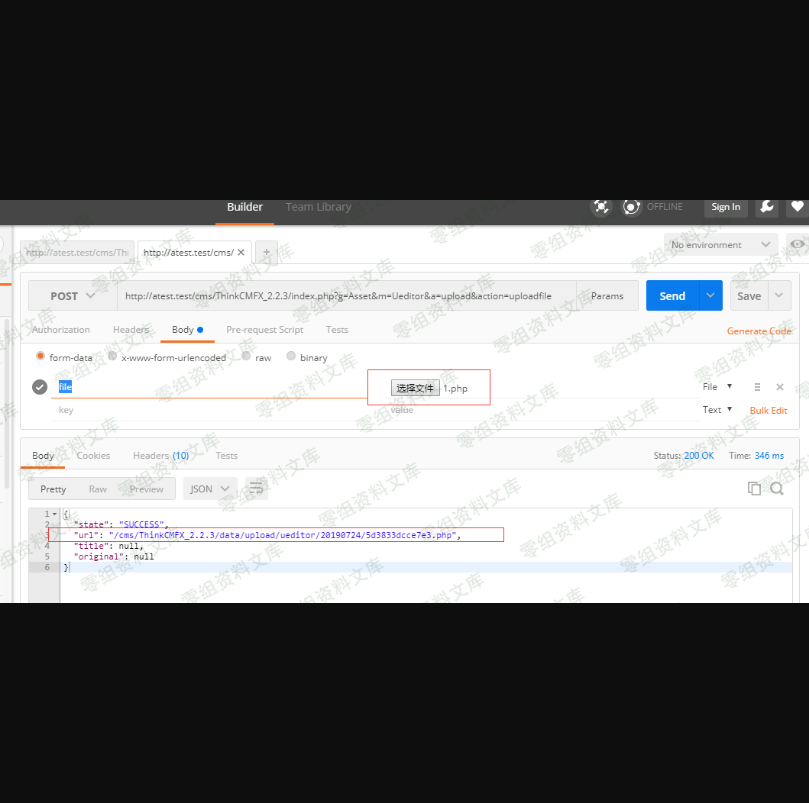 Builder Team Library OFFLINE Sign In
http://atest.test/cms/Thi http://atest.test/cms/ No environment
POST http://atest.test/cms/ThinkCMFX_2.2.3/index.php?g=Asset&m=Ueditor&a=upload&action=uploadfile Params Send Save
Authorization Headers Body Pre-request Script Tests Generate Code
form-data x-www-form-urlencoded raw binary
file 选择文件 1.php File
key value Text Bulk Edit
Body Cookies Headers (10) Tests Status: 200 OK Time: 346 ms
Pretty Raw Preview JSON
1 {
2 "state": "SUCCESS",
3 "url": "/cms/ThinkCMFX_2.2.3/data/upload/ueditor/20190724/5d3833dcce7e3.php",
4 "title": null,
5 "original": null
6 }
零组资料文库